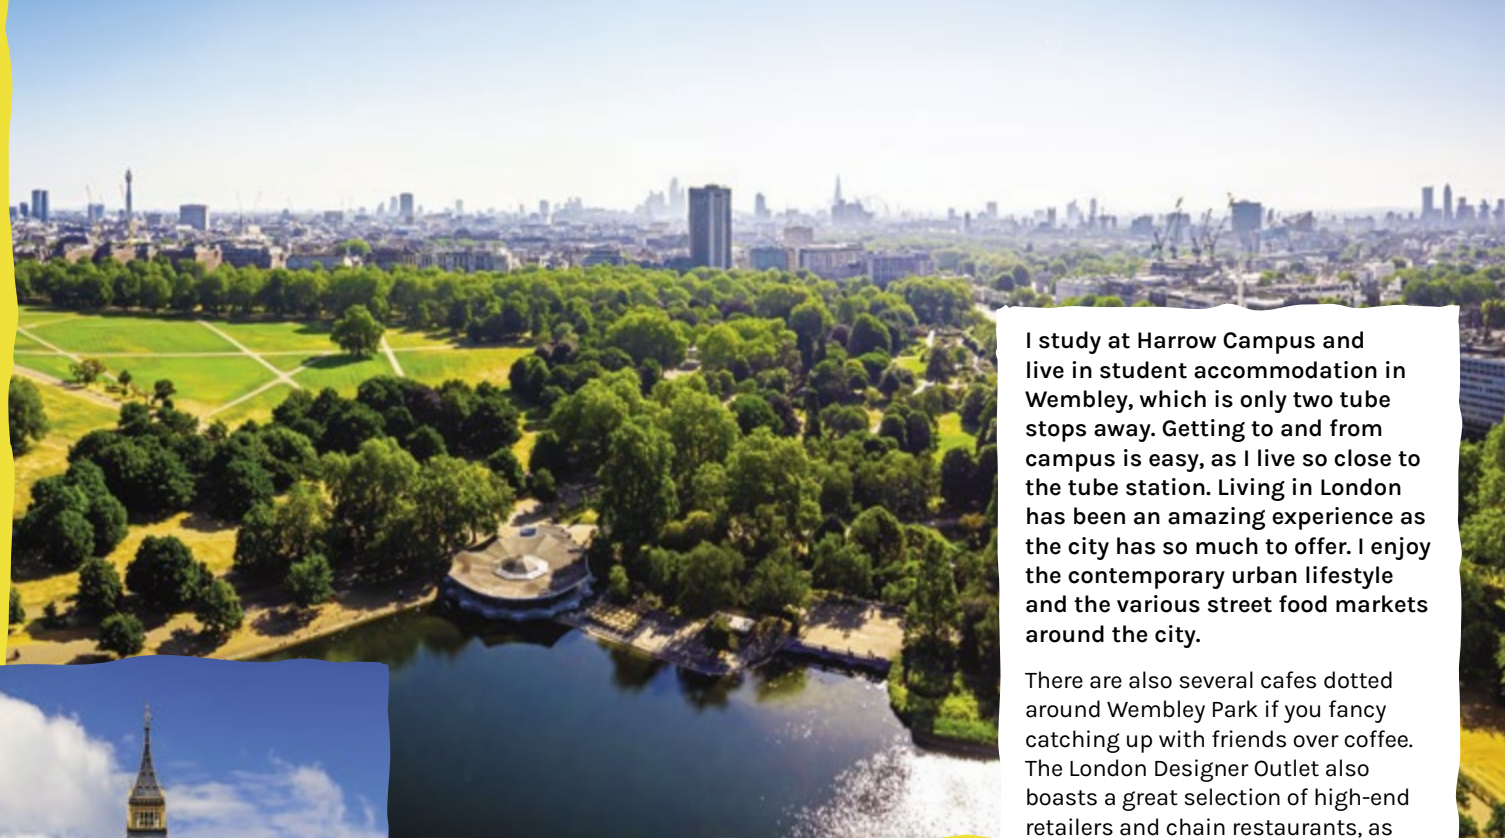 I study at Harrow Campus and
live in student accommodation in
Wembley, which is only two tube
stops away. Getting to and from
campus is easy, as I live so close to
the tube station. Living in London
has been an amazing experience as
the city has so much to offer. I enjoy
the contemporary urban lifestyle
and the various street food markets
around the city.
There are also several cafes dotted
around Wembley Park if you fancy
catching up with friends over coffee.
The London Designer Outlet also
boasts a great selection of high-end
retailers and chain restaurants, as